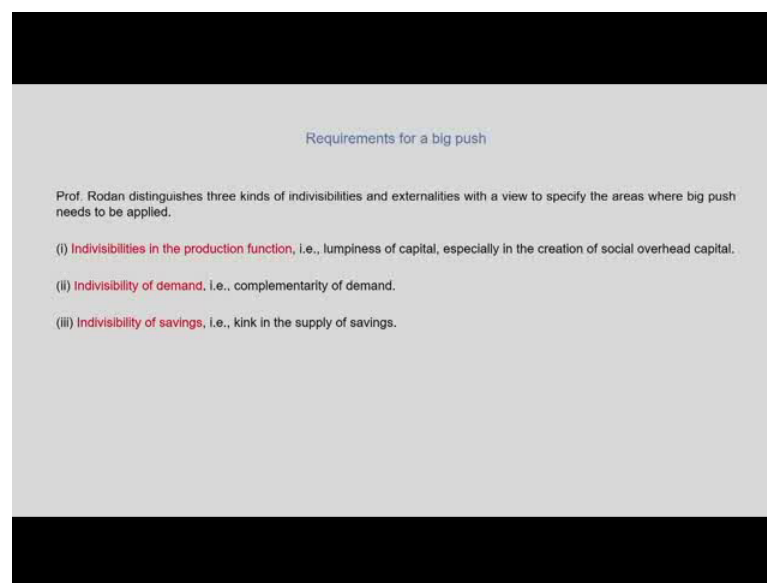 Requirements for a big push
Prof. Rodan distinguishes three kinds of indivisibilities and externalities with a view to specify the areas where big push
needs to be applied.
(i) Indivisibilities in the production function, i.e., lumpiness of capital, especially in the creation of social overhead capital.
(ii) Indivisibility of demand, i.e., complementarity of demand.
(iii) Indivisibility of savings, i.e., kink in the supply of savings.